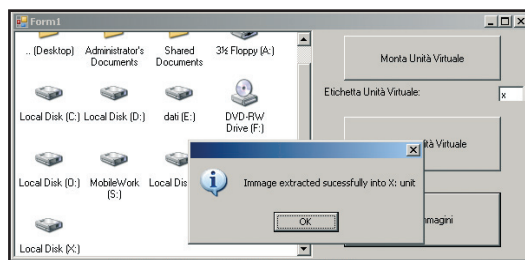 Form1
.. (Desktop)
Administrator's Documents
Shared Documents
3½ Floppy (A:)
Monta Unità Virtuale
Etichetta Unità Virtuale:
x
Local Disk (C:)
Local Disk (D:)
dati (E:)
DVD-RW Drive (F:)
ità Virtuale
Local Disk (O:)
MobileWork (S:)
Local Dis
Immage extracted sucessfully into X: unit
OK
mmagini
Local Disk (X:)